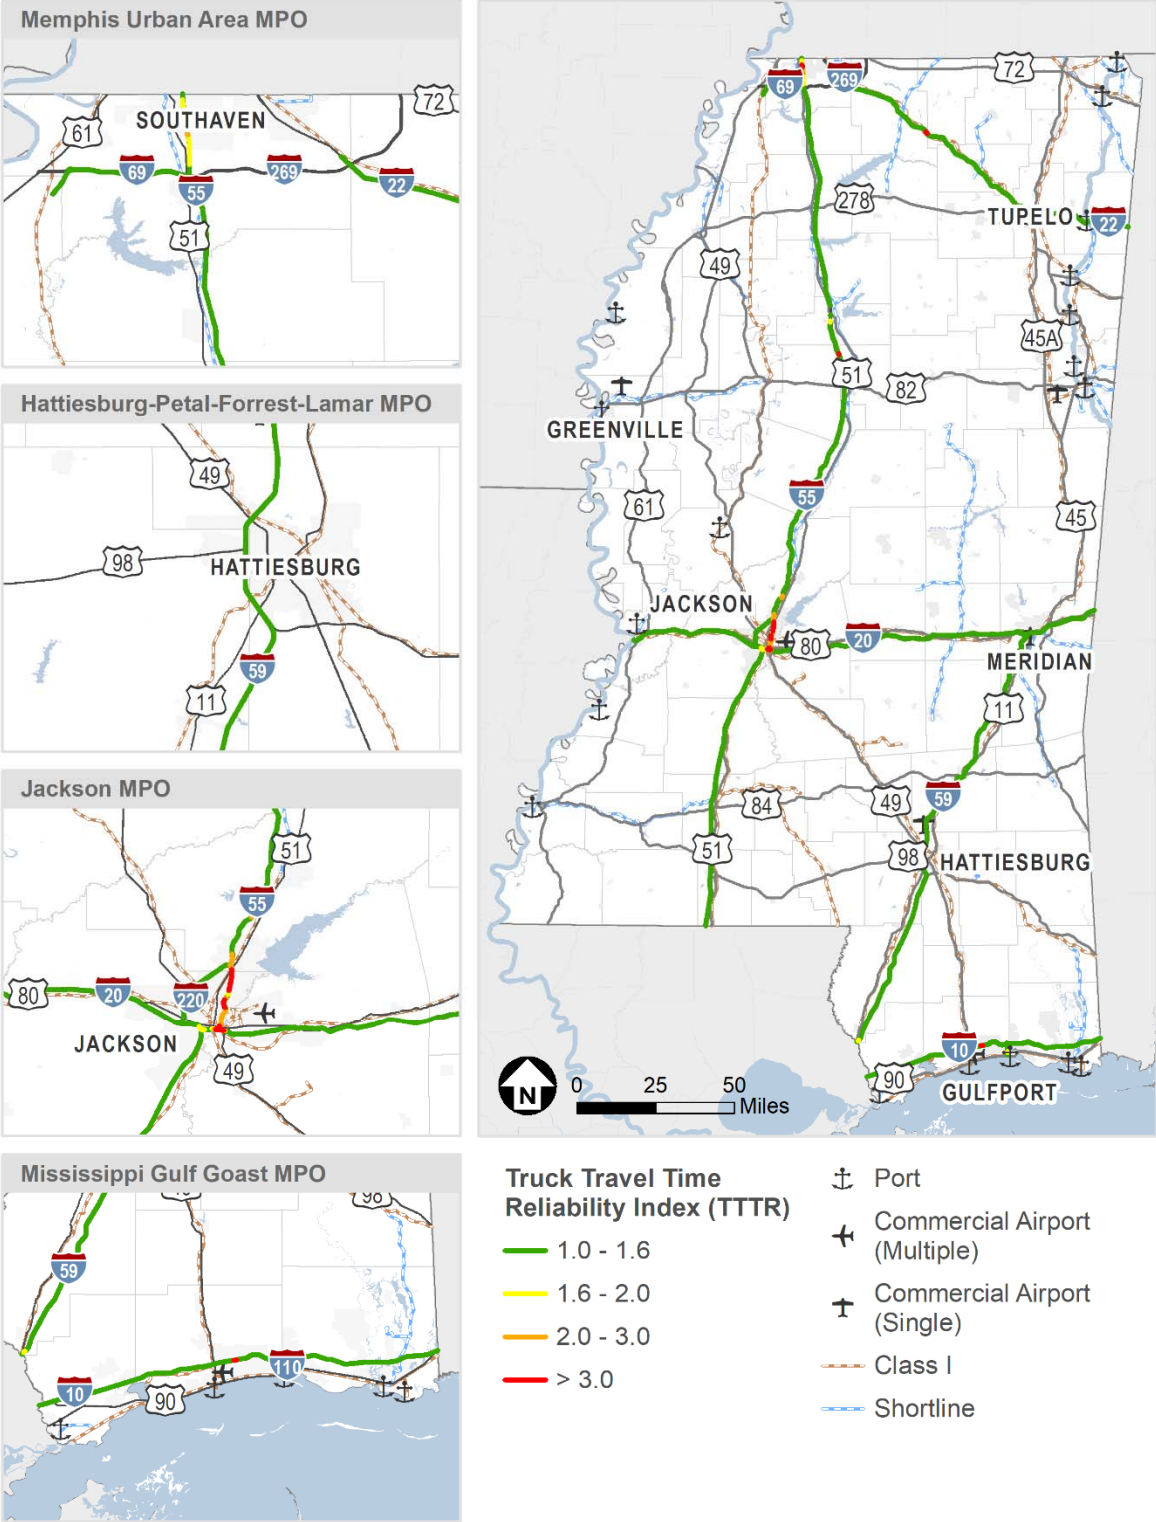 Memphis Urban Area MPO
72
SOUTHAVEN
61
69
269
55
22
51
Hattiesburg-Petal-Forrest-Lamar MPO
49
98
HATTIESBURG
59
11
Jackson MPO
51
55
80
20
220
JACKSON
49
Mississippi Gulf Goast MPO
98
59
110
10
90
72
69
269
278
TUPELO
22
49
45A
51
82
GREENVILLE
55
61
45
JACKSON
80
20
MERIDIAN
11
84
49
59
51
98
HATTIESBURG
10
90
GULFPORT
N
0 25 50
Miles
Truck Travel Time
Reliability Index (TTTR)
1.0 - 1.6
1.6 - 2.0
2.0 - 3.0
> 3.0
Port
Commercial Airport
(Multiple)
Commercial Airport
(Single)
Class I
Shortline